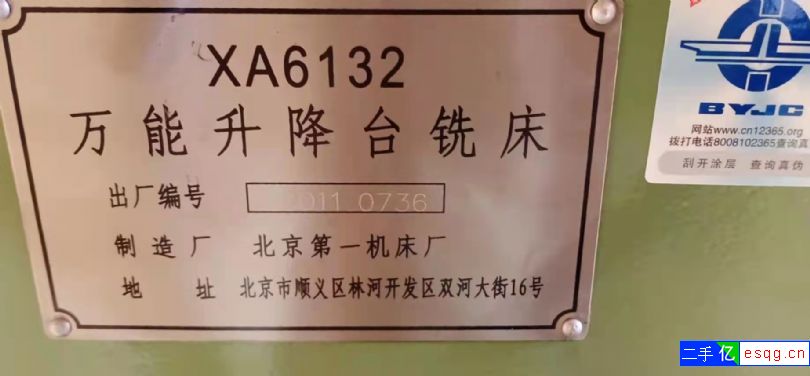 XA6132
万能升降台铣床
出厂编号 2011 0736
制造厂 北京第一机床厂
地址 北京市顺义区林河开发区双河大街16号
BYJC
网站www.cn12365.org
拨打电话8008102365查询真
刮开涂层 查询真伪
二手亿 esqg.cn